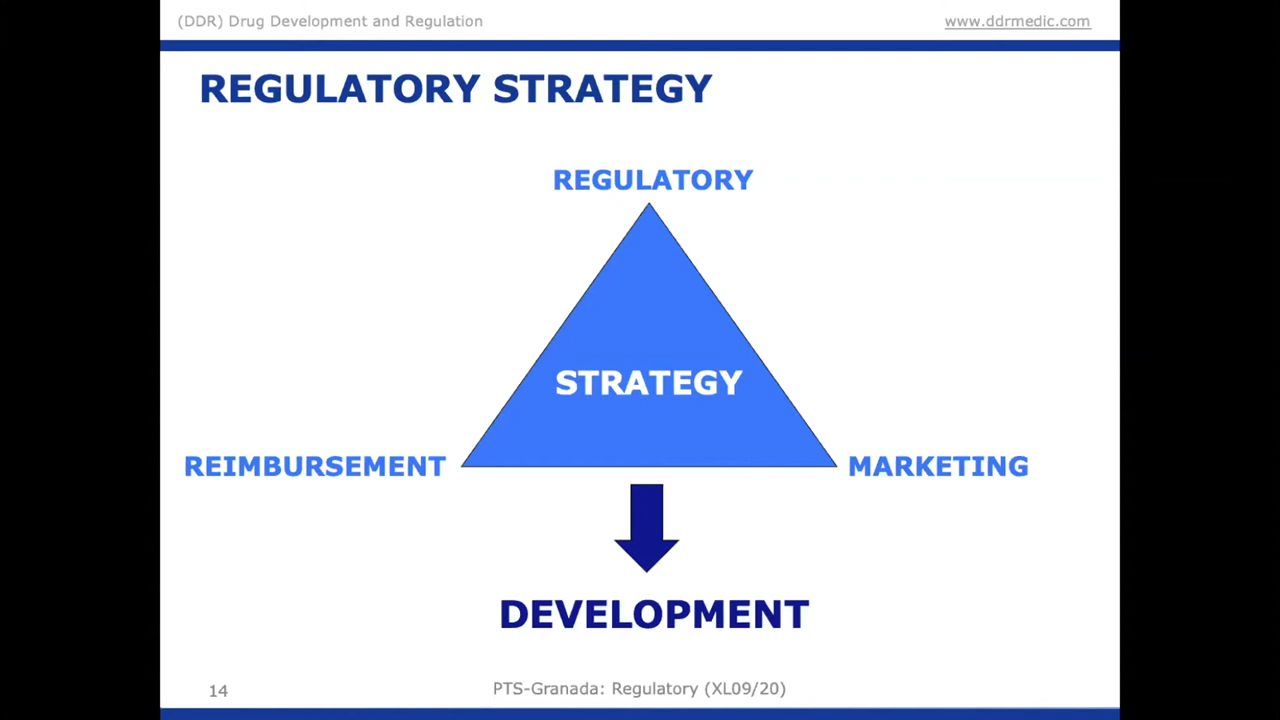 (DDR) Drug Development and Regulation
www.ddrmedic.com
REGULATORY STRATEGY
REGULATORY
STRATEGY
REIMBURSEMENT
MARKETING
DEVELOPMENT
14
PTS-Granada: Regulatory (XL09/20)